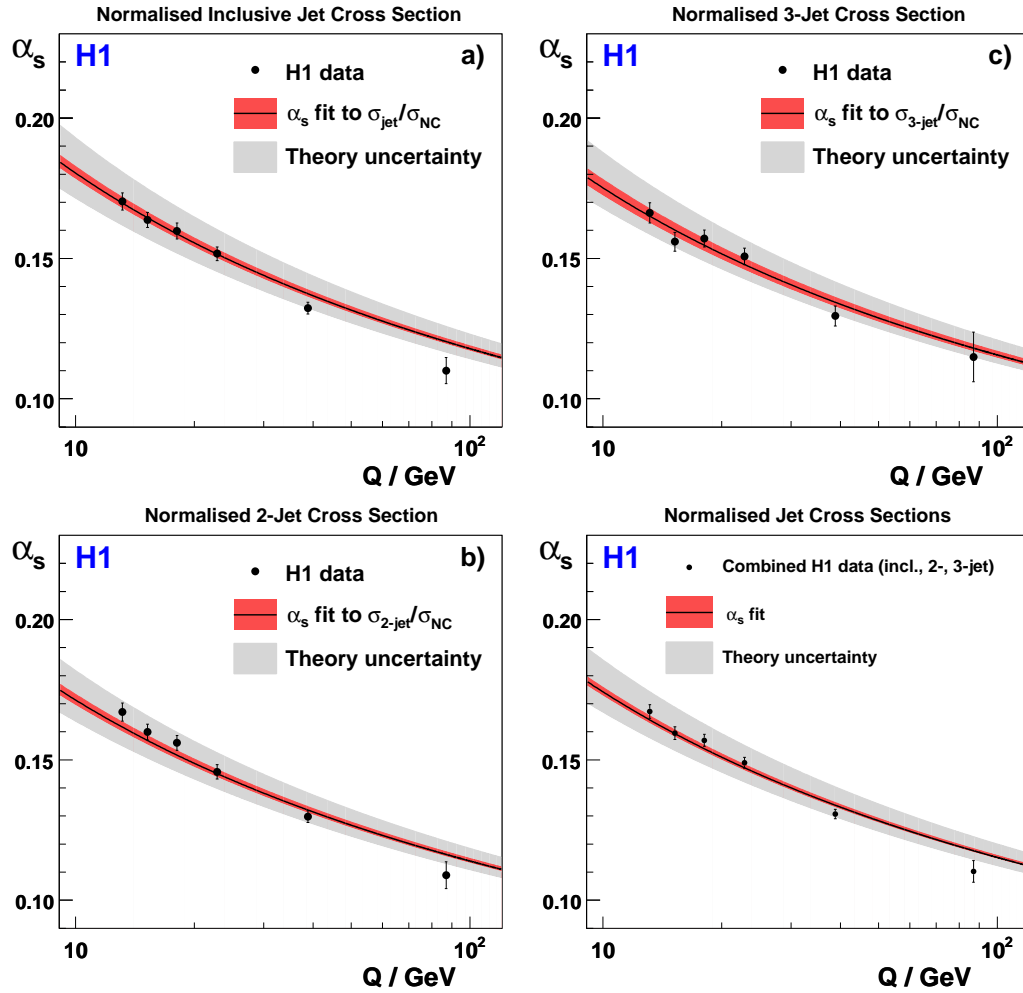 Normalised Inclusive Jet Cross Section
αs
H1
a)
H1 data
αs fit to σjet/σNC
Theory uncertainty
0.20
0.15
0.10
10
10²
Q / GeV
Normalised 3-Jet Cross Section
αs
H1
c)
H1 data
αs fit to σ3-jet/σNC
Theory uncertainty
0.20
0.15
0.10
10
10²
Q / GeV
Normalised 2-Jet Cross Section
αs
H1
b)
H1 data
αs fit to σ2-jet/σNC
Theory uncertainty
0.20
0.15
0.10
10
10²
Q / GeV
Normalised Jet Cross Sections
αs
H1
Combined H1 data (incl., 2-, 3-jet)
αs fit
Theory uncertainty
0.20
0.15
0.10
10
10²
Q / GeV